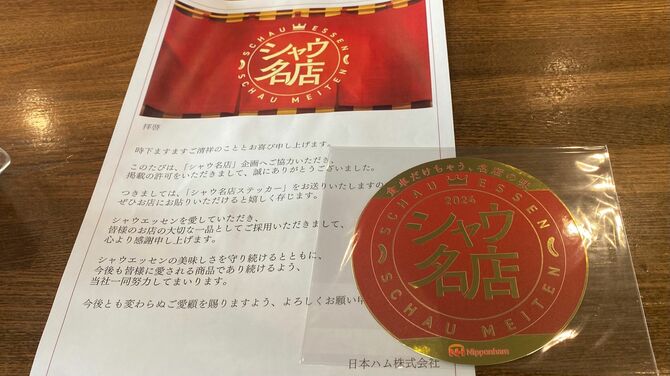 SCHAU ESSEN
シャウ
名店
SCHAU MEITEN
拝啓
時下ますますご清祥のこととお喜び申し上げます。
このたびは、「シャウ名店」企画へご協力いただき、
掲載の許可をいただきまして、誠にありがとうございました。
つきましては、「シャウ名店ステッカー」をお送りいたしますの
ぜひお店にお貼りいただけると嬉しく存じます。
シャウエッセンを愛していただき、
皆様のお店の大切な一品としてご採用いただきまして、
心より感謝申し上げます。
シャウエッセンの美味しさを守り続けるとともに、
今後も皆様に愛される商品であり続けるよう、
当社一同努力してまいります。
今後とも変わらぬご愛顧を賜りますよう、よろしくお願い申
日本ハム株式会社
食卓だけちゃう、名店の味
SCHAU ESSEN
2024
シャウ
名店
SCHAU MEITEN
Nipponham